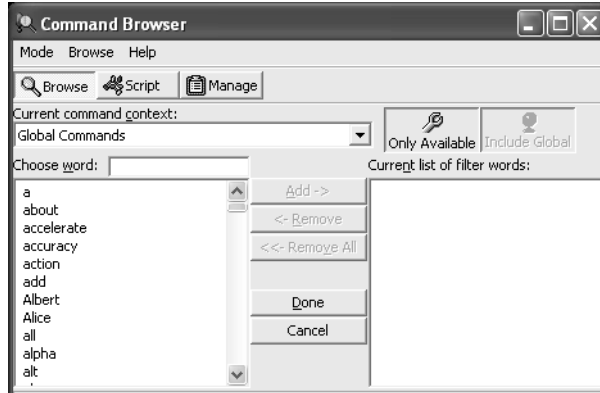 Command Browser
Mode Browse Help
Browse Script Manage
Current command context:
Global Commands
Only Available Include Global
Choose word:
Current list of filter words:
a
about
accelerate
accuracy
action
add
Albert
Alice
all
alpha
alt
Add ->
<- Remove
<<- Remove All
Done
Cancel